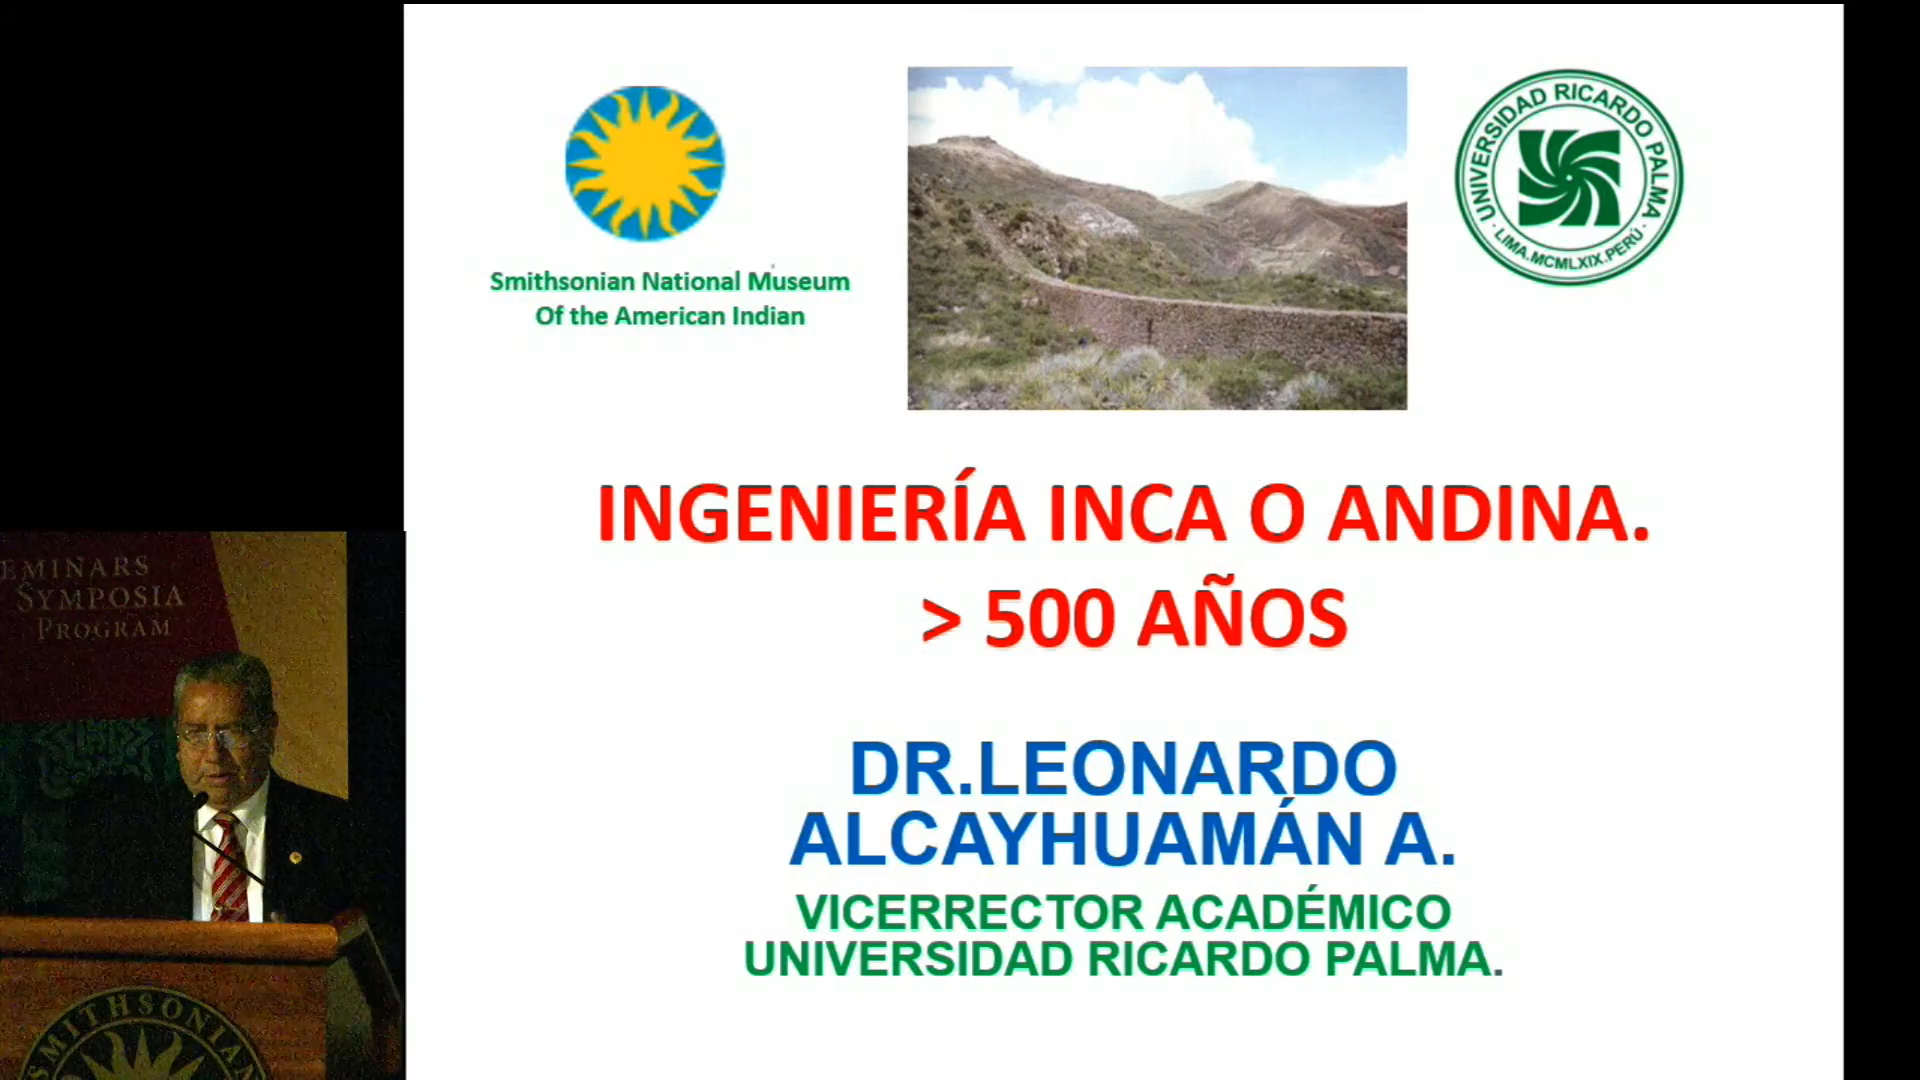 Smithsonian National Museum
Of the American Indian
UNIVERSIDAD RICARDO PALMA
· LIMA.MCMLXIX.PERÚ ·
INGENIERÍA INCA O ANDINA.
> 500 AÑOS
DR.LEONARDO
ALCAYHUAMÁN A.
VICERRECTOR ACADÉMICO
UNIVERSIDAD RICARDO PALMA.
EMINARS
SYMPOSIA
PROGRAM
SMITHSONIAN